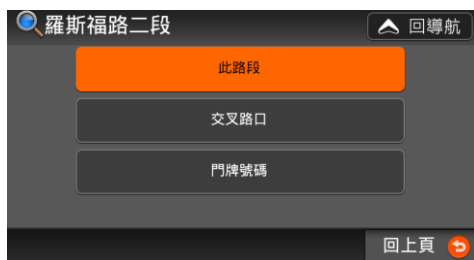 羅斯福路二段
回導航
此路段
交叉路口
門牌號碼
回上頁